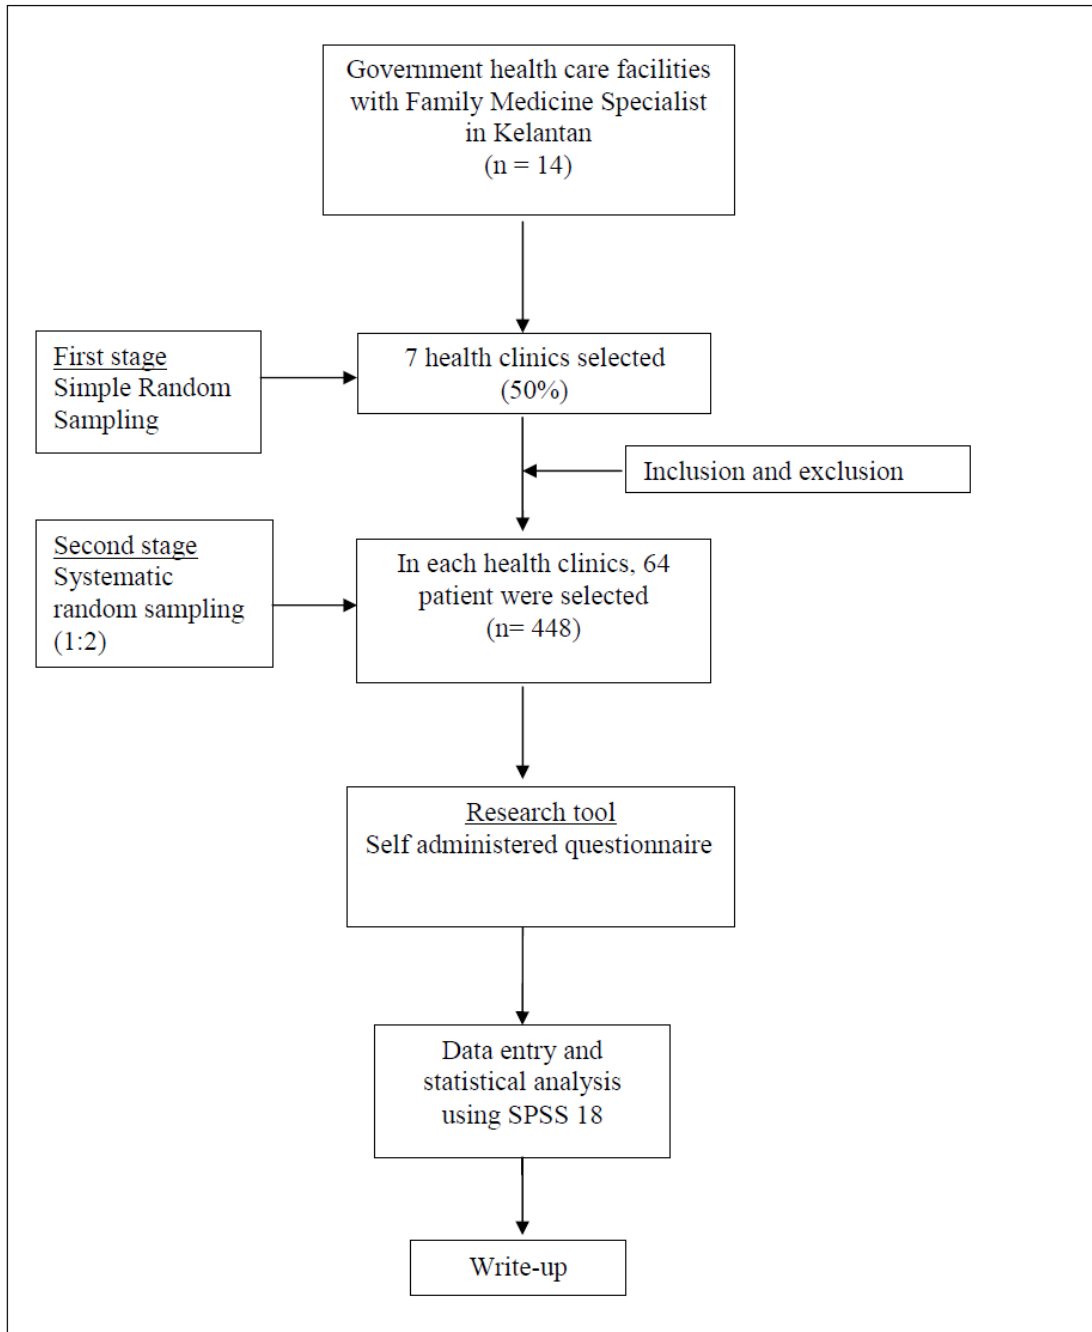 Government health care facilities
with Family Medicine Specialist
in Kelantan
(n = 14)
First stage
Simple Random
Sampling
7 health clinics selected
(50%)
Inclusion and exclusion
Second stage
Systematic
random sampling
(1:2)
In each health clinics, 64
patient were selected
(n= 448)
Research tool
Self administered questionnaire
Data entry and
statistical analysis
using SPSS 18
Write-up